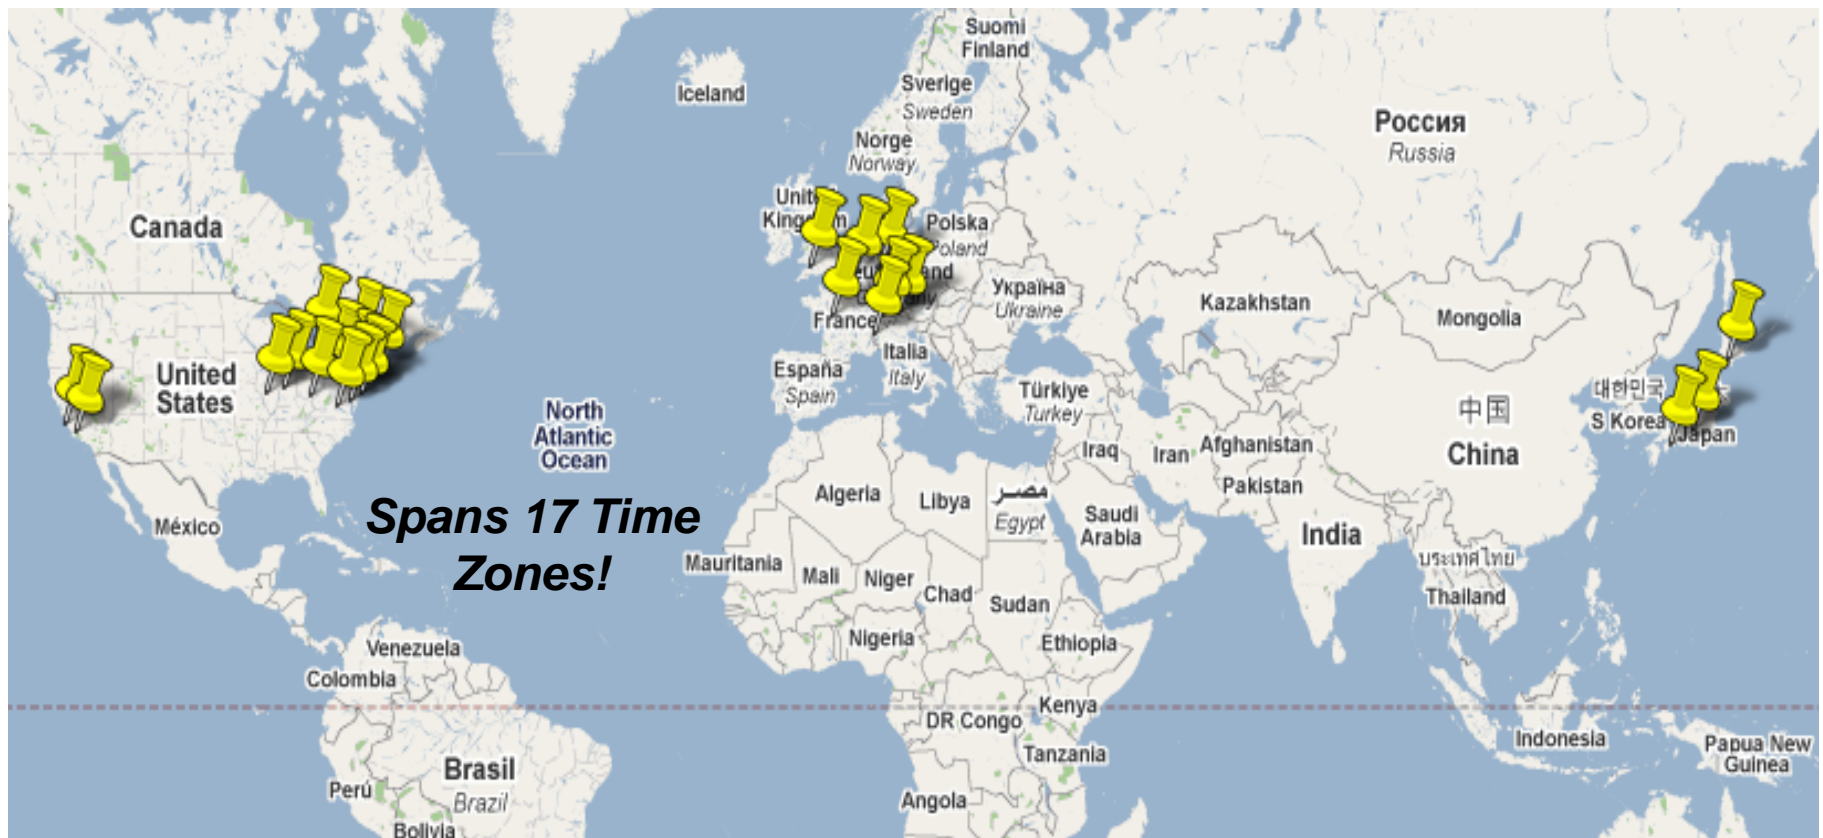 Suomi
Finland
Sverige
Sweden
Iceland
Norge
Norway
Россия
Russia
Canada
United
Kingdom
Polska
Poland
Deutschland
Germany
Україна
Ukraine
France
Kazakhstan
Mongolia
United
States
Italia
Italy
España
Spain
Türkiye
Turkey
North
Atlantic
Ocean
Iraq
Iran
Afghanistan
Pakistan
中国
China
대한민국
S Korea
Japan
Algeria
Libya
مصر
Egypt
Saudi
Arabia
India
México
Spans 17 Time
Zones!
Mauritania
Mali
Niger
Chad
Sudan
ประเทศไทย
Thailand
Nigeria
Ethiopia
Venezuela
Colombia
Kenya
DR Congo
Tanzania
Indonesia
Papua New
Guinea
Brasil
Brazil
Perú
Angola
Bolivia